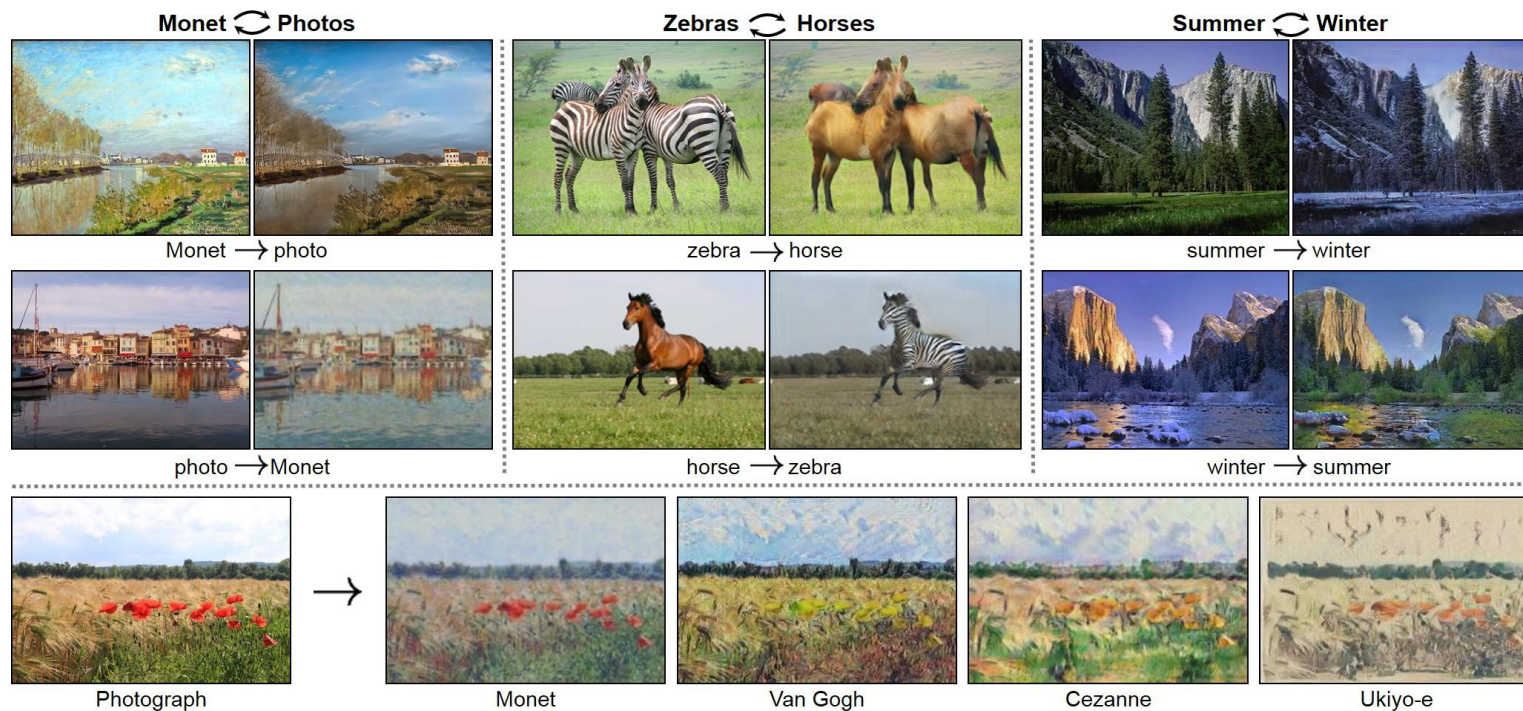 Monet Photos
Zebras Horses
Summer Winter
Monet → photo
zebra → horse
summer → winter
photo → Monet
horse → zebra
winter → summer
Photograph
Monet
Van Gogh
Cezanne
Ukiyo-e